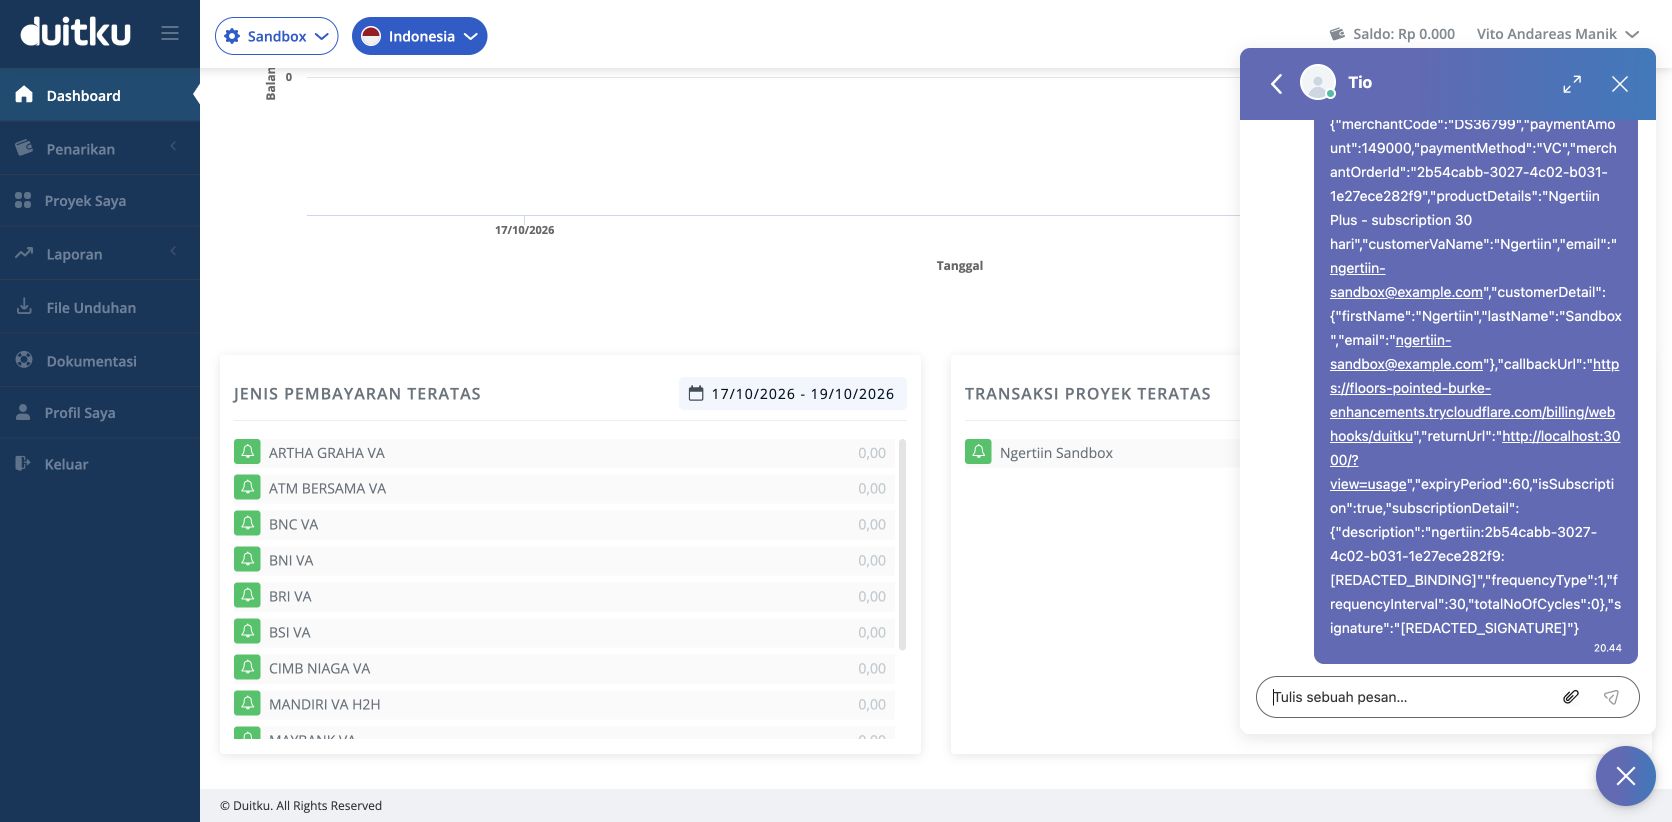 duitku
Sandbox
Indonesia
Saldo: Rp 0.000
Vito Andareas Manik
Dashboard
Penarikan
Proyek Saya
Laporan
File Unduhan
Dokumentasi
Profil Saya
Keluar
Balan
0
17/10/2026
Tanggal
JENIS PEMBAYARAN TERATAS
17/10/2026 - 19/10/2026
ARTHA GRAHA VA 0,00
ATM BERSAMA VA 0,00
BNC VA 0,00
BNI VA 0,00
BRI VA 0,00
BSI VA 0,00
CIMB NIAGA VA 0,00
MANDIRI VA H2H 0,00
MAYBANK VA 0,00
TRANSAKSI PROYEK TERATAS
Ngertiin Sandbox
Tio
{"merchantCode":"DS36799","paymentAmo
unt":149000,"paymentMethod":"VC","merch
antOrderId":"2b54cabb-3027-4c02-b031-
1e27ece282f9","productDetails":"Ngertiin
Plus - subscription 30
hari","customerVaName":"Ngertiin","email":"
ngertiin-
sandbox@example.com","customerDetail":
{"firstName":"Ngertiin","lastName":"Sandbox
","email":"ngertiin-
sandbox@example.com"},"callbackUrl":"http
s://floors-pointed-burke-
enhancements.trycloudflare.com/billing/web
hooks/duitku","returnUrl":"http://localhost:30
00/?
view=usage","expiryPeriod":60,"isSubscripti
on":true,"subscriptionDetail":
{"description":"ngertiin:2b54cabb-3027-
4c02-b031-1e27ece282f9:
[REDACTED_BINDING]","frequencyType":1,"f
requencyInterval":30,"totalNoOfCycles":0},"s
ignature":"[REDACTED_SIGNATURE]"}
20.44
Tulis sebuah pesan...
© Duitku. All Rights Reserved